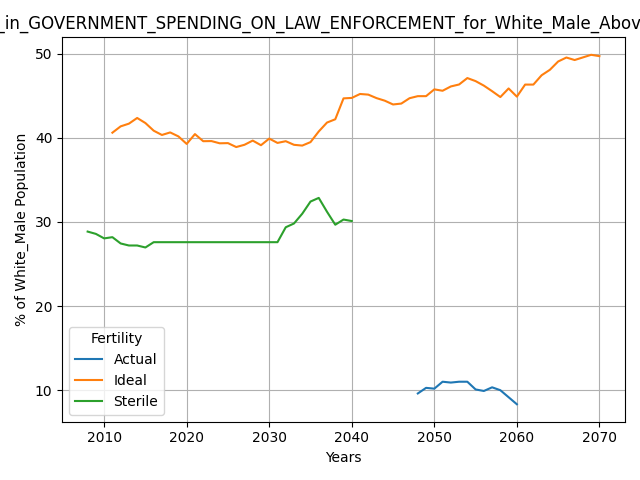 _in_GOVERNMENT_SPENDING_ON_LAW_ENFORCEMENT_for_White_Male_Abov
50
40
30
20
10
% of White_Male Population
Fertility
Actual
Ideal
Sterile
2010 2020 2030 2040 2050 2060 2070
Years